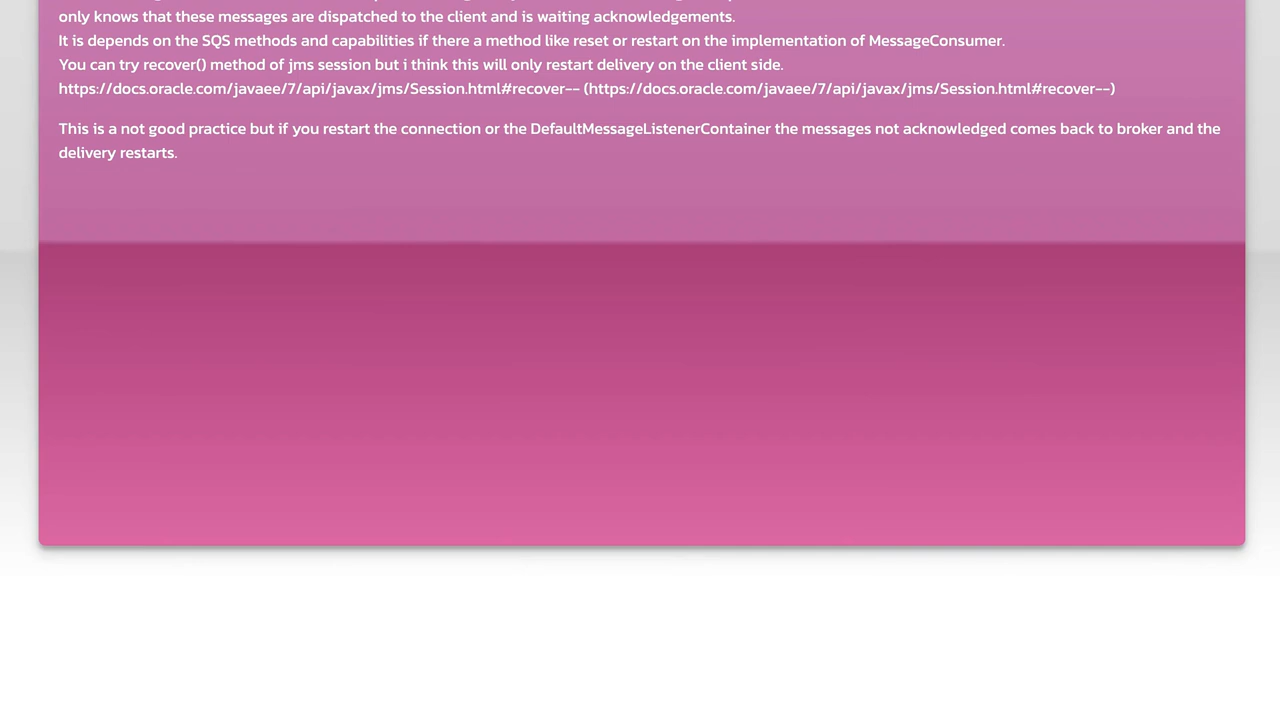 only knows that these messages are dispatched to the client and is waiting acknowledgements.
It is depends on the SQS methods and capabilities if there a method like reset or restart on the implementation of MessageConsumer.
You can try recover() method of jms session but i think this will only restart delivery on the client side.
https://docs.oracle.com/javaee/7/api/javax/jms/Session.html#recover-- (https://docs.oracle.com/javaee/7/api/javax/jms/Session.html#recover--)
This is a not good practice but if you restart the connection or the DefaultMessageListenerContainer the messages not acknowledged comes back to broker and the
delivery restarts.